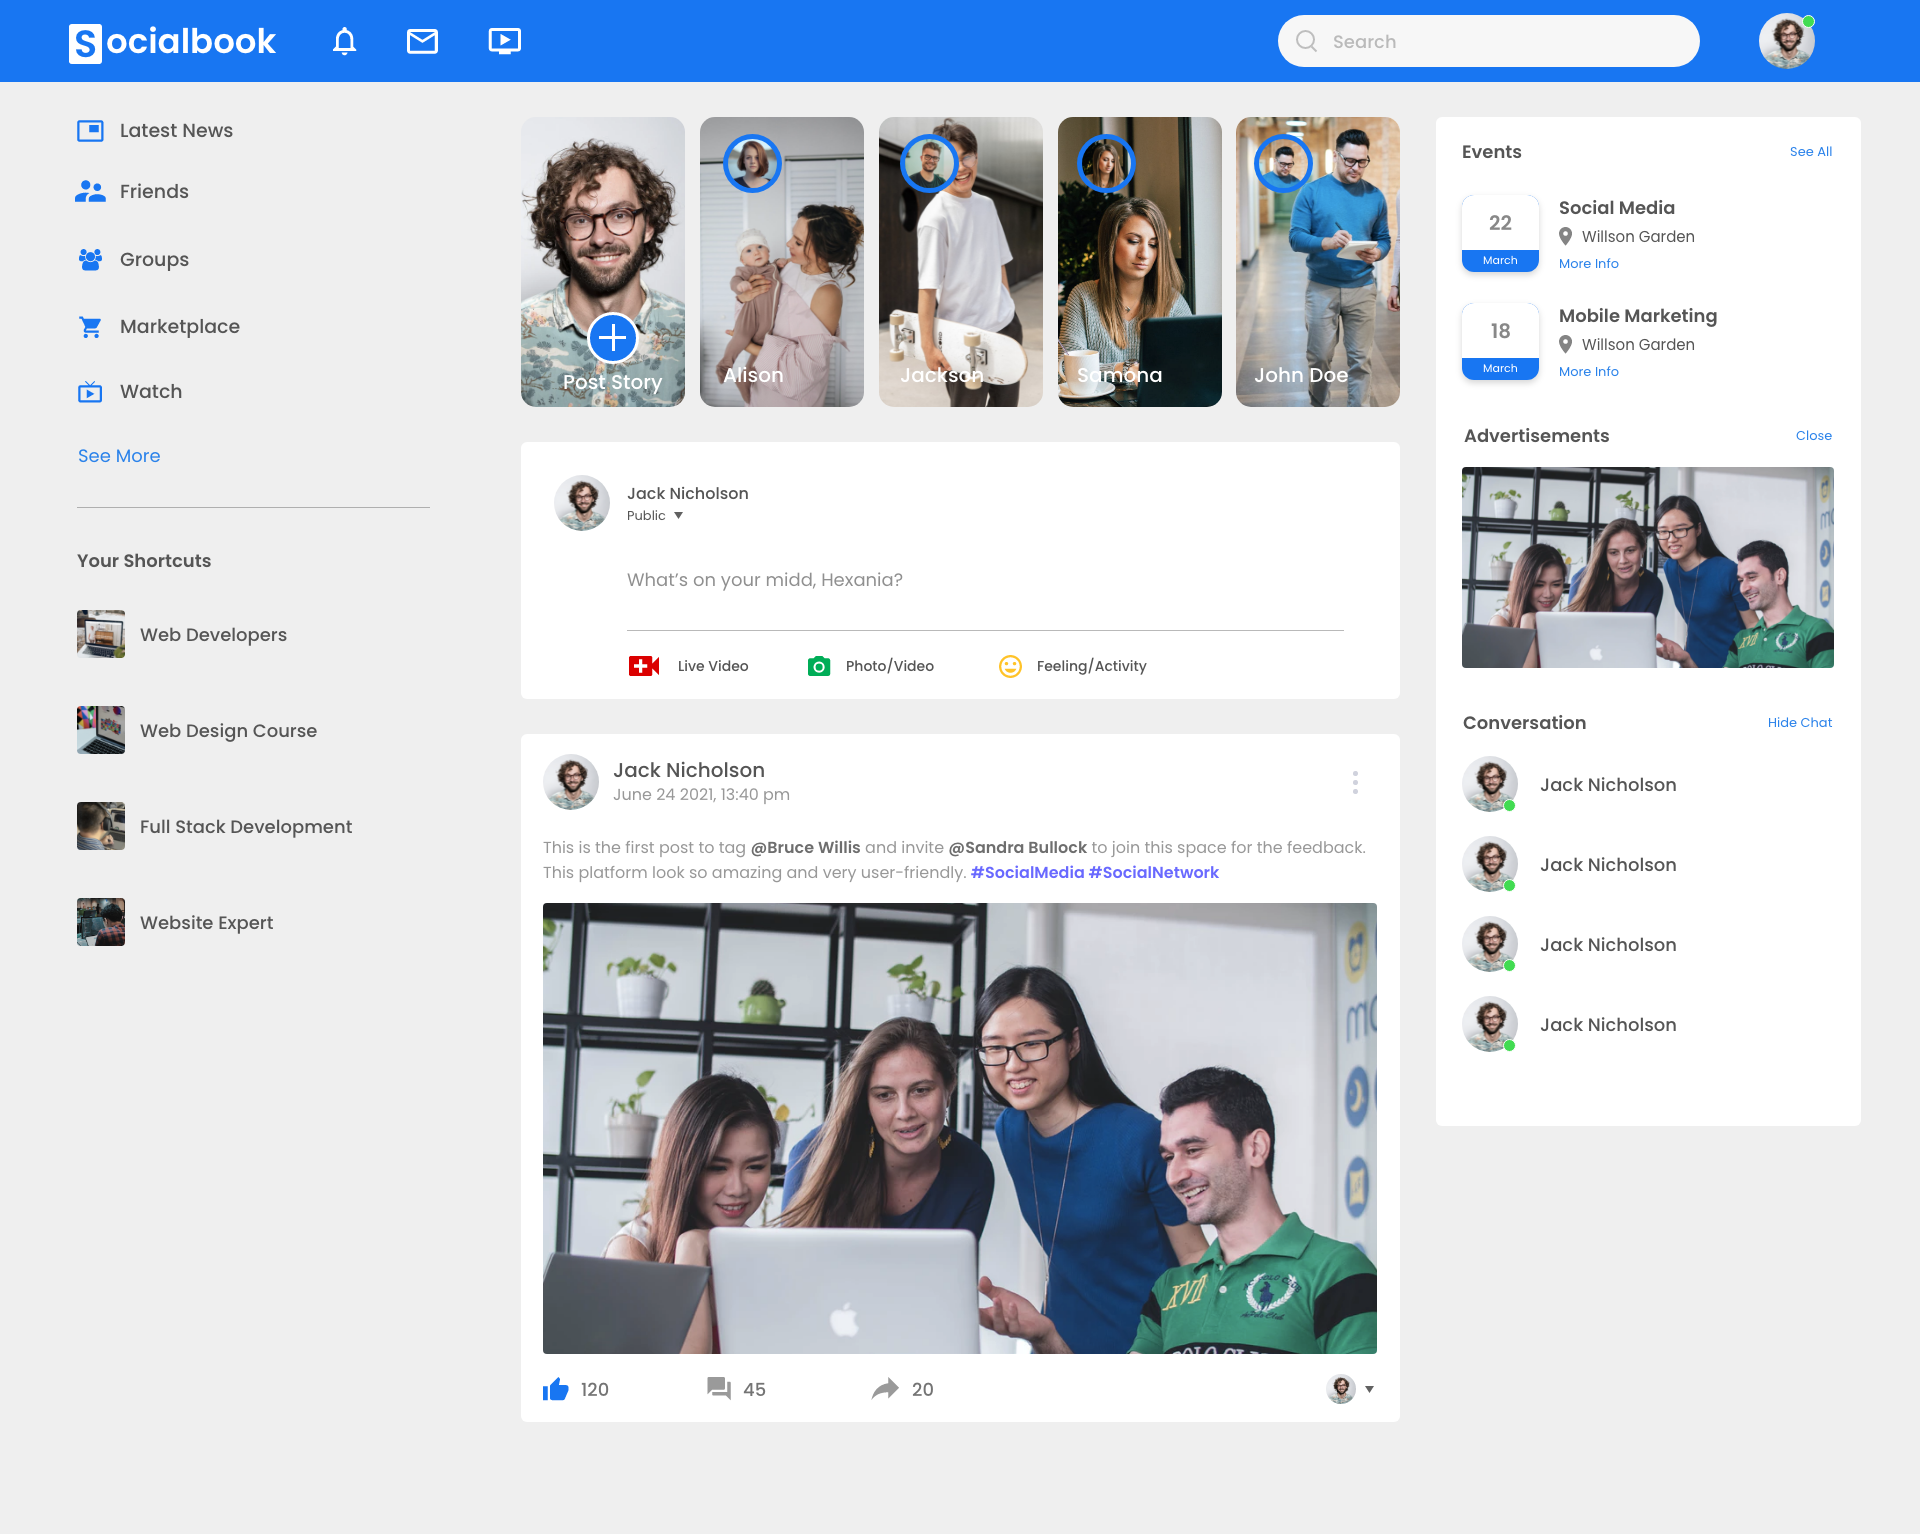 Socialbook
Search
Latest News
Friends
Groups
Marketplace
Watch
See More
Your Shortcuts
Web Developers
Web Design Course
Full Stack Development
Website Expert
Post Story
Alison
Jackson
Samona
John Doe
Jack Nicholson
Public
What's on your midd, Hexania?
Live Video
Photo/Video
Feeling/Activity
Jack Nicholson
June 24 2021, 13:40 pm
This is the first post to tag @Bruce Willis and invite @Sandra Bullock to join this space for the feedback.
This platform look so amazing and very user-friendly. #SocialMedia #SocialNetwork
XVII
120
45
20
Events
See All
22
March
Social Media
Willson Garden
More Info
18
March
Mobile Marketing
Willson Garden
More Info
Advertisements
Close
Conversation
Hide Chat
Jack Nicholson
Jack Nicholson
Jack Nicholson
Jack Nicholson